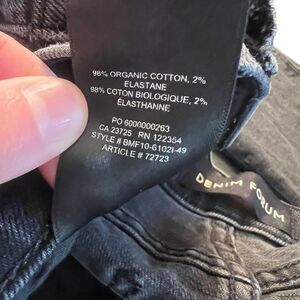 98% ORGANIC COTTON, 2%
ELASTANE
98% COTON BIOLOGIQUE, 2%
ÉLASTHANNE
PO 6000000263
CA 23725 RN 122354
STYLE # BMF10-6102I-49
ARTICLE # 72723
DENIM FORUM